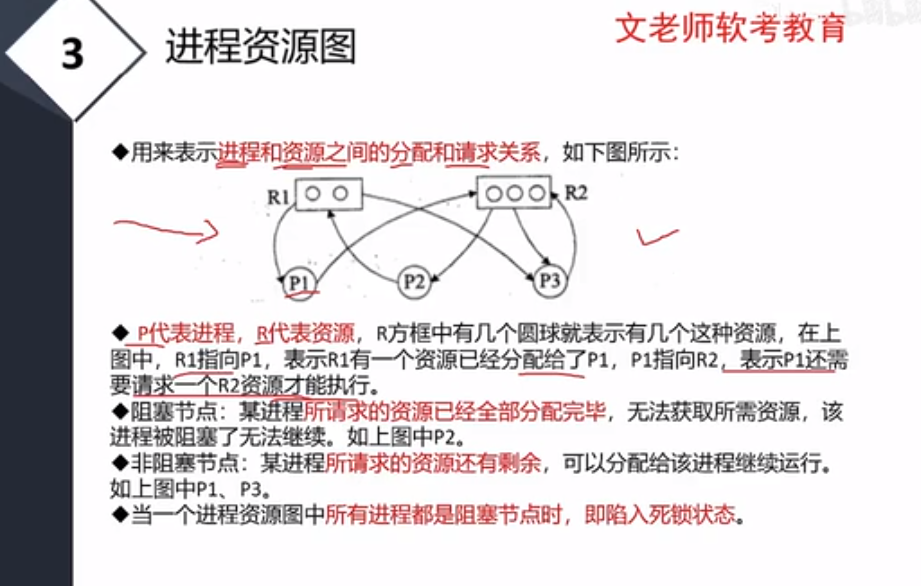 3
进程资源图
文老师软考教育
◆用来表示进程和资源之间的分配和请求关系，如下图所示：
R1
R2
P1
P2
P3
◆ P代表进程，R代表资源，R方框中有几个圆球就表示有几个这种资源，在上
图中，R1指向P1，表示R1有一个资源已经分配给了P1，P1指向R2，表示P1还需
要请求一个R2资源才能执行。
◆阻塞节点：某进程所请求的资源已经全部分配完毕，无法获取所需资源，该
进程被阻塞了无法继续。如上图中P2。
◆非阻塞节点：某进程所请求的资源还有剩余，可以分配给该进程继续运行。
如上图中P1、P3。
◆当一个进程资源图中所有进程都是阻塞节点时，即陷入死锁状态。